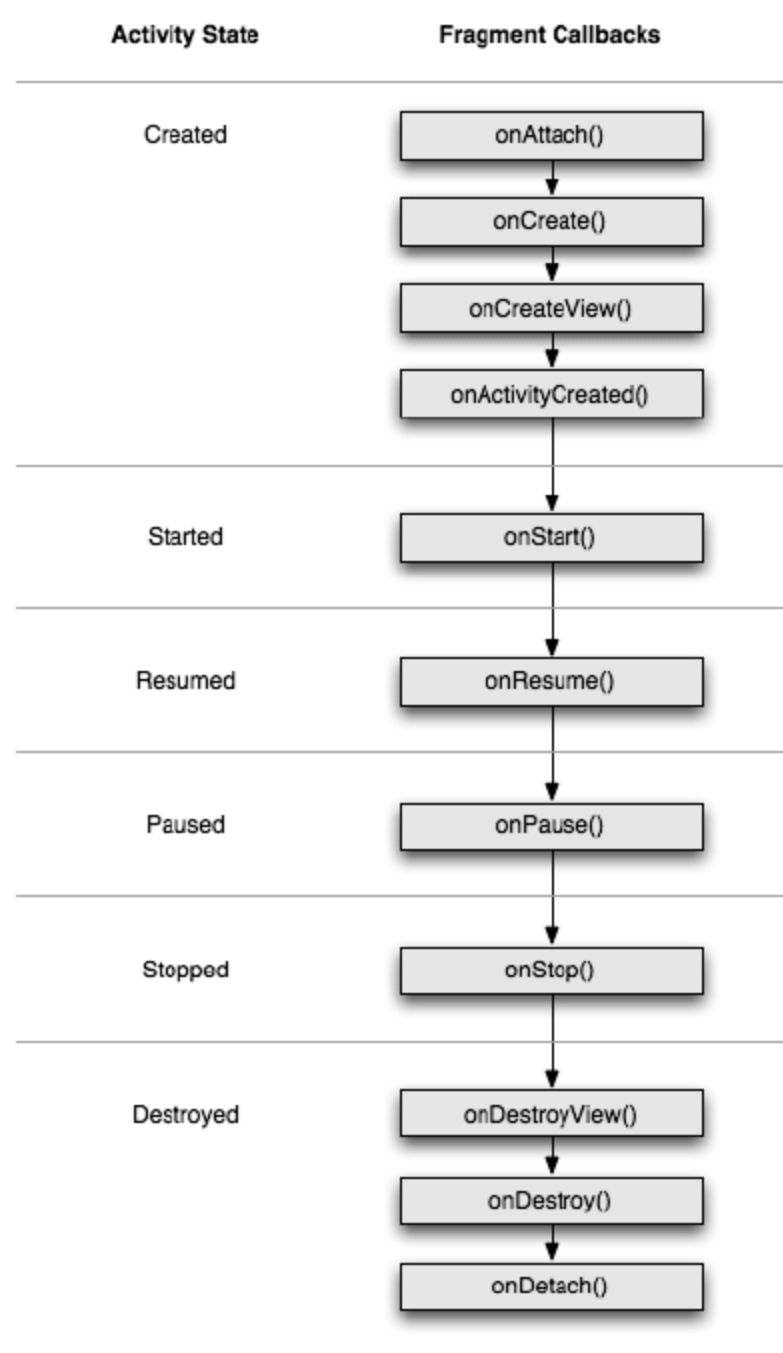 Activity State Fragment Callbacks
Created onAttach()
onCreate()
onCreateView()
onActivityCreated()
Started onStart()
Resumed onResume()
Paused onPause()
Stopped onStop()
Destroyed onDestroyView()
onDestroy()
onDetach()